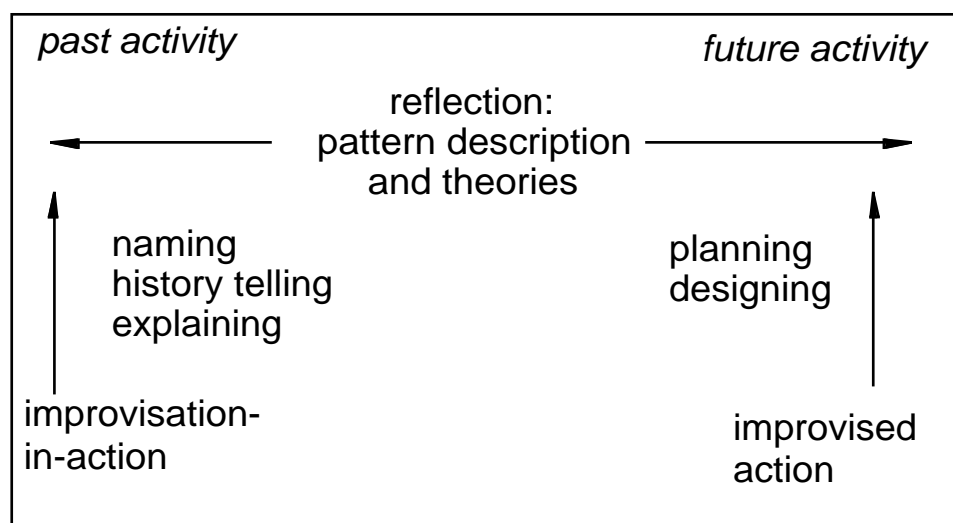 past activity
future activity
reflection:
pattern description
and theories
naming
history telling
explaining
planning
designing
improvisation-
in-action
improvised
action